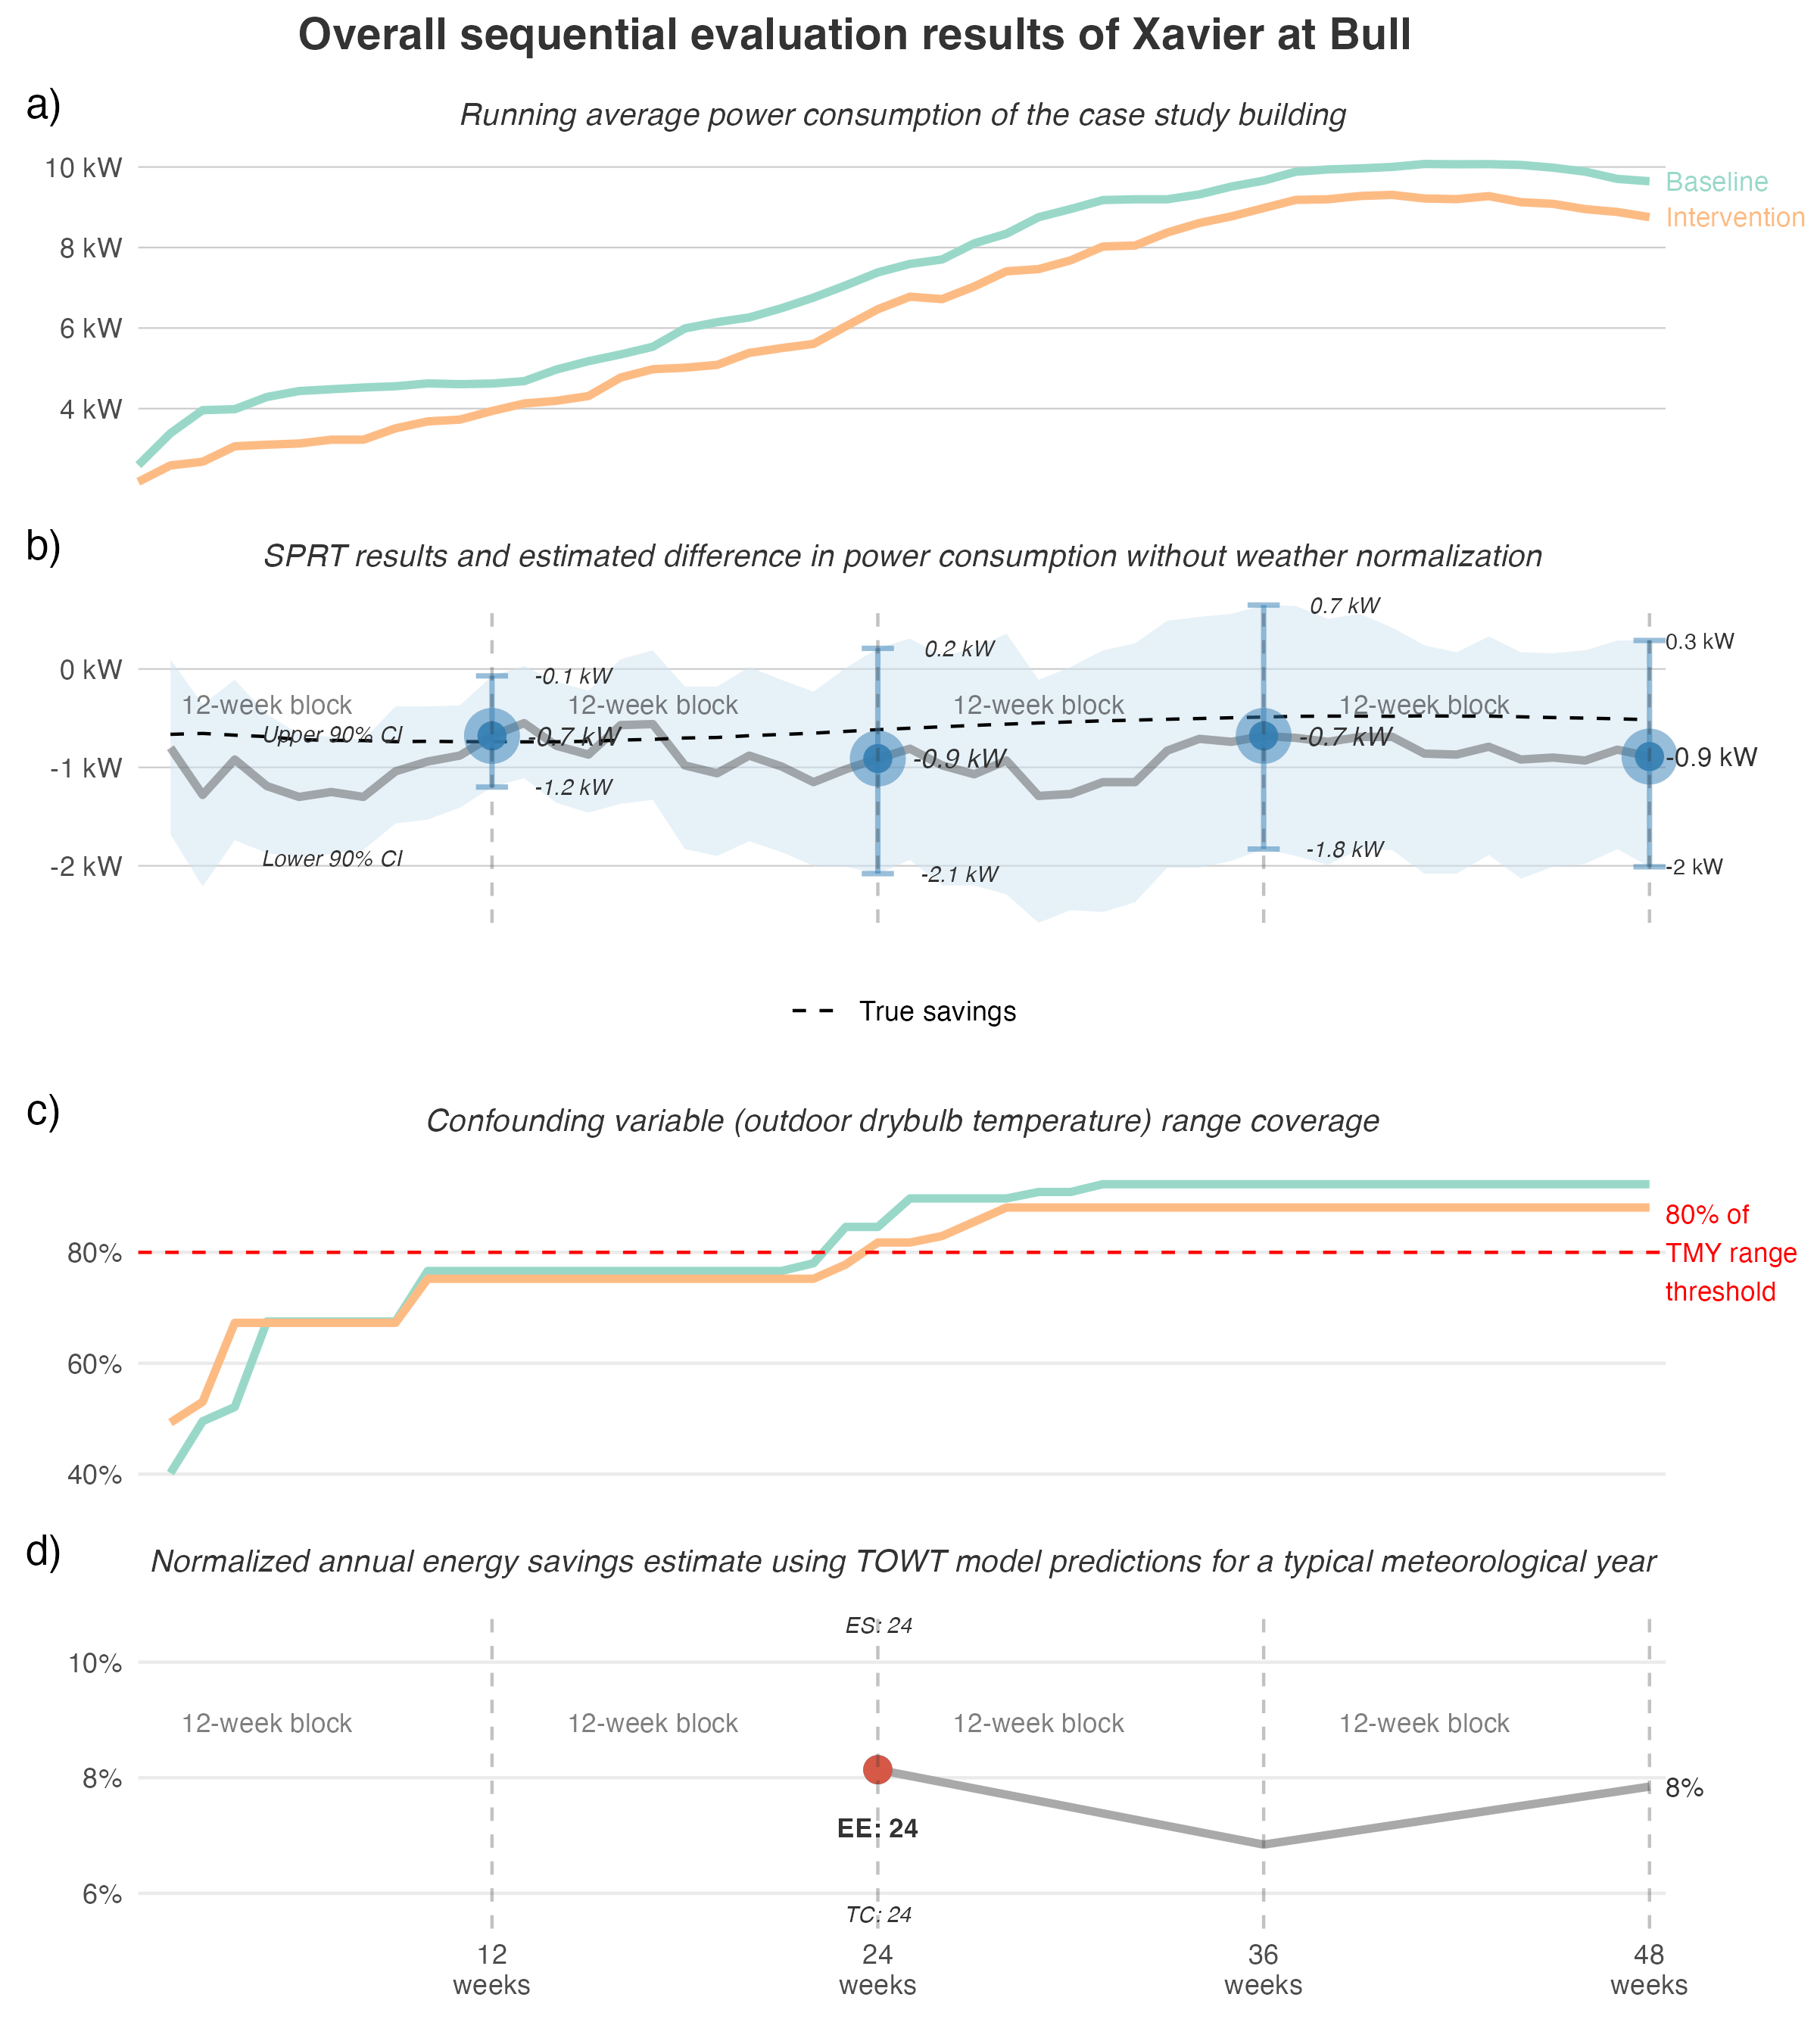 Overall sequential evaluation results of Xavier at Bull
a)
Running average power consumption of the case study building
10 kW
8 kW
6 kW
4 kW
Baseline
Intervention
b)
SPRT results and estimated difference in power consumption without weather normalization
0.7 kW
0.2 kW
0.3 kW
0 kW
-0.1 kW
12-week block
12-week block
12-week block
12-week block
Upper 90% CI
-0.7 kW
-0.9 kW
-0.7 kW
-0.9 kW
-1 kW
-1.2 kW
Lower 90% CI
-2.1 kW
-1.8 kW
-2 kW
-2 kW
True savings
c)
Confounding variable (outdoor drybulb temperature) range coverage
80%
60%
40%
80% of
TMY range
threshold
d)
Normalized annual energy savings estimate using TOWT model predictions for a typical meteorological year
ES: 24
10%
12-week block
12-week block
12-week block
12-week block
8%
8%
EE: 24
6%
TC: 24
12
weeks
24
weeks
36
weeks
48
weeks